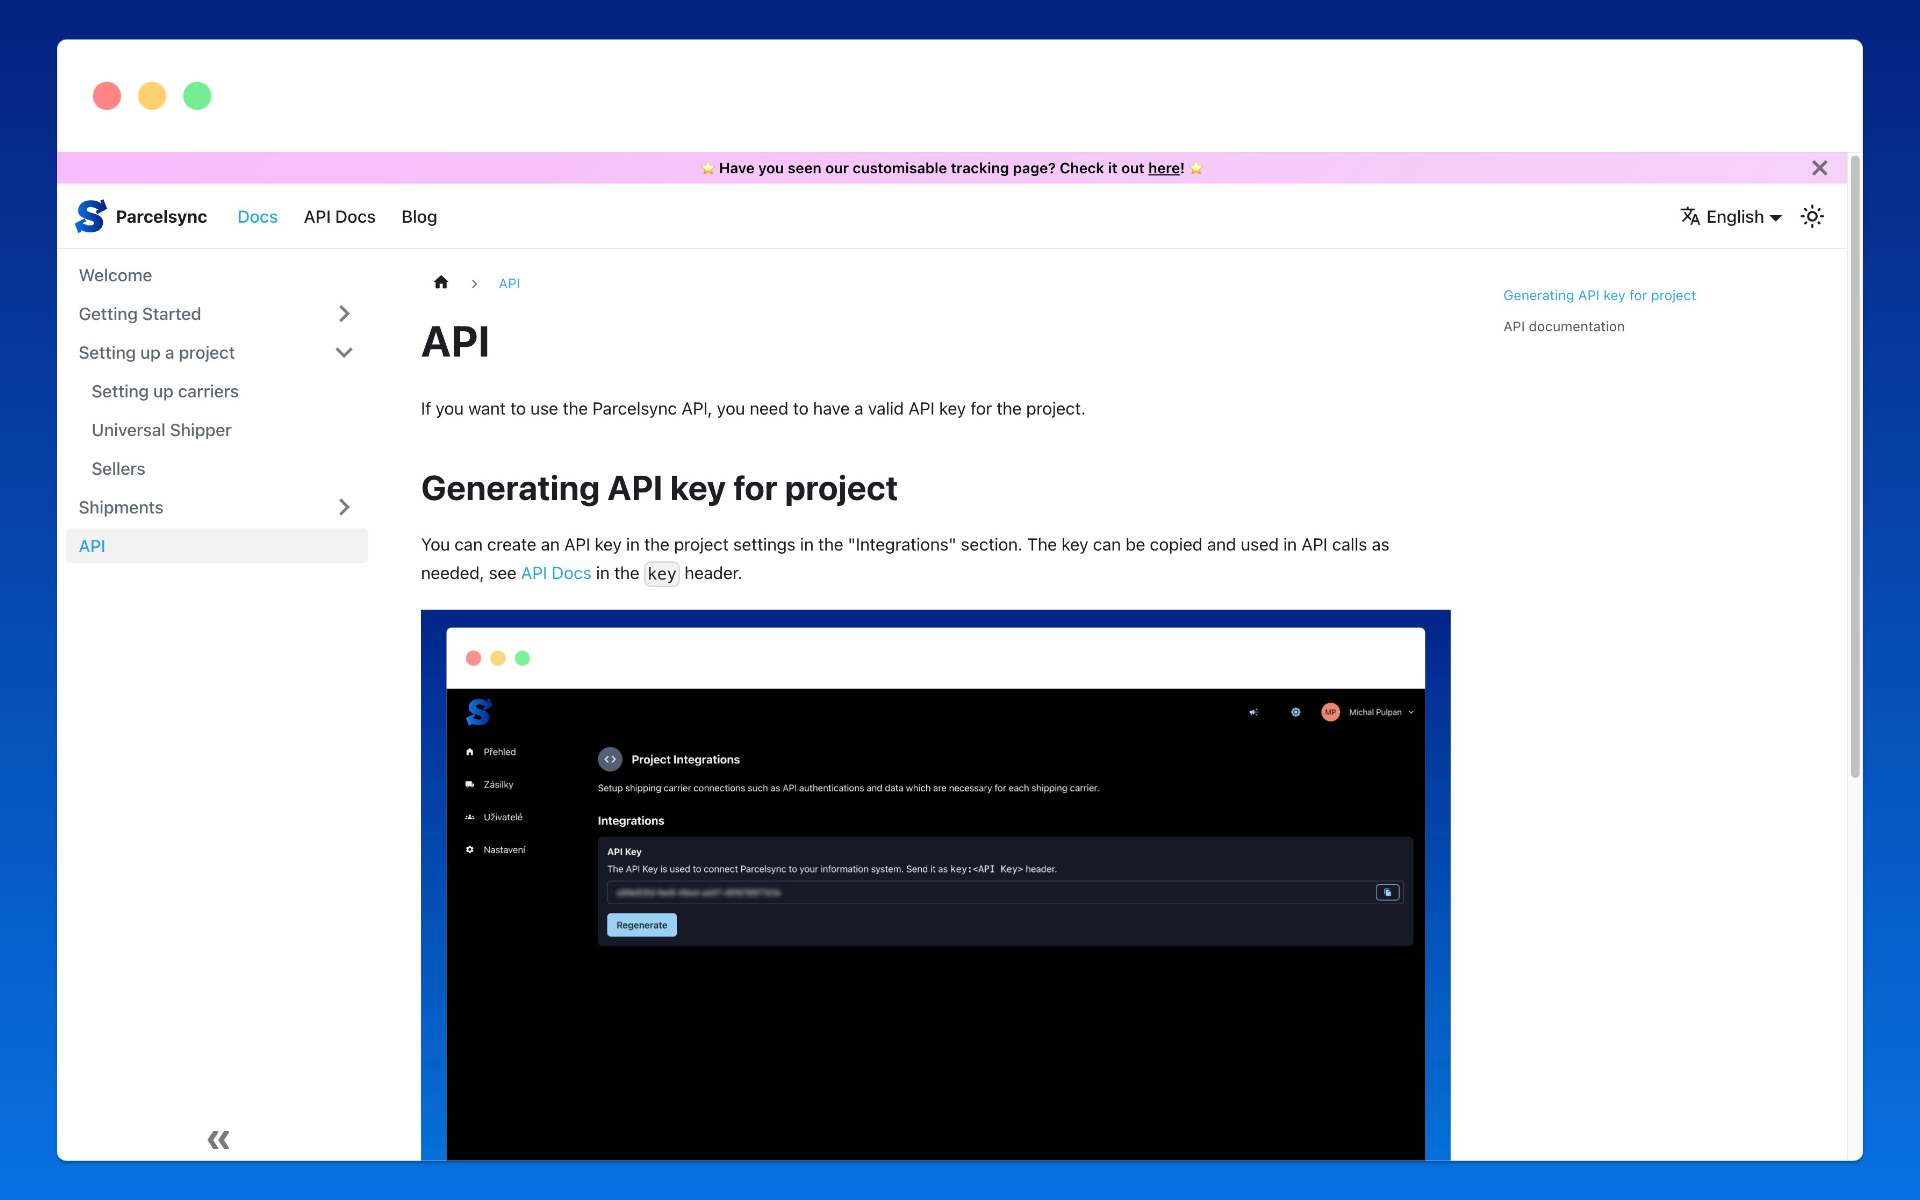 ⭐ Have you seen our customisable tracking page? Check it out here! ⭐
Parcelsync
Docs
API Docs
Blog
English
Welcome
Getting Started
Setting up a project
Setting up carriers
Universal Shipper
Sellers
Shipments
API
API
API
If you want to use the Parcelsync API, you need to have a valid API key for the project.
Generating API key for project
You can create an API key in the project settings in the "Integrations" section. The key can be copied and used in API calls as
needed, see API Docs in the key header.
MP
Michal Pulpan
Přehled
Zásilky
Uživatelé
Nastavení
Project Integrations
Setup shipping carrier connections such as API authentications and data which are necessary for each shipping carrier.
Integrations
API Key
The API Key is used to connect Parcelsync to your information system. Send it as key:<API Key> header.
Regenerate
Generating API key for project
API documentation